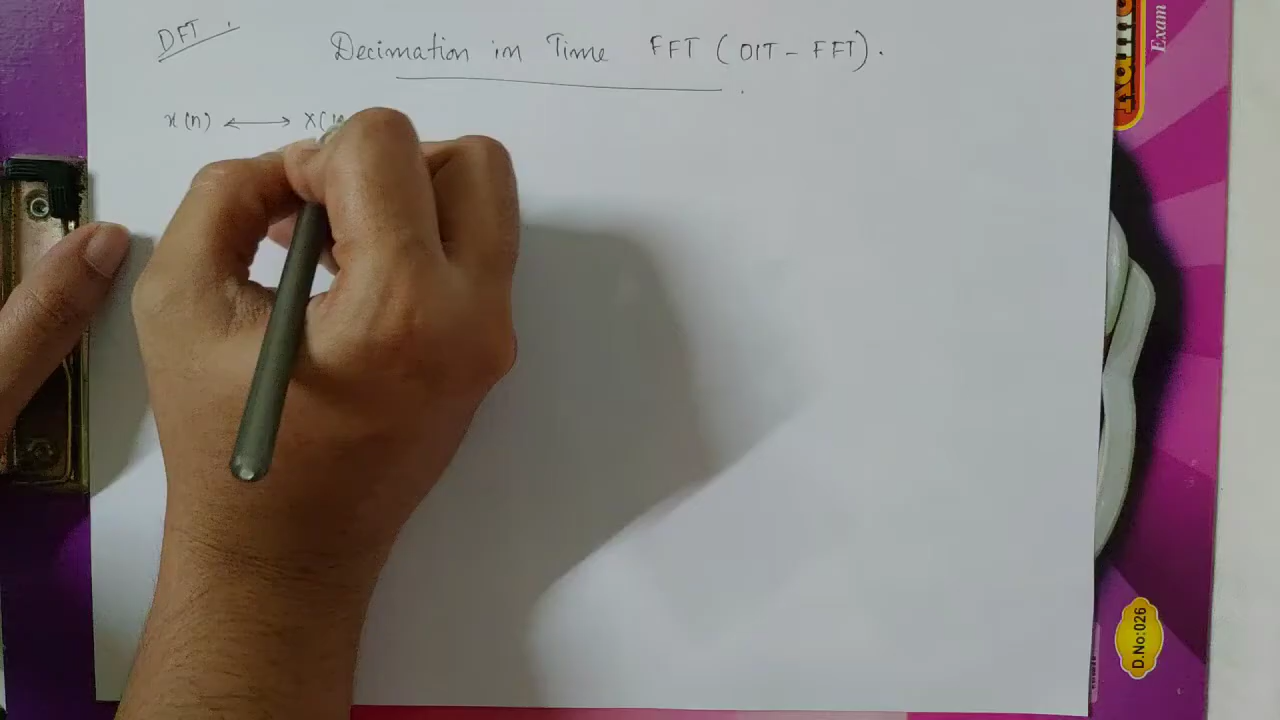 DFT.
Decimation in Time FFT (DIT - FFT).
x(n) ⟷ X(k
Exam
D.No:026